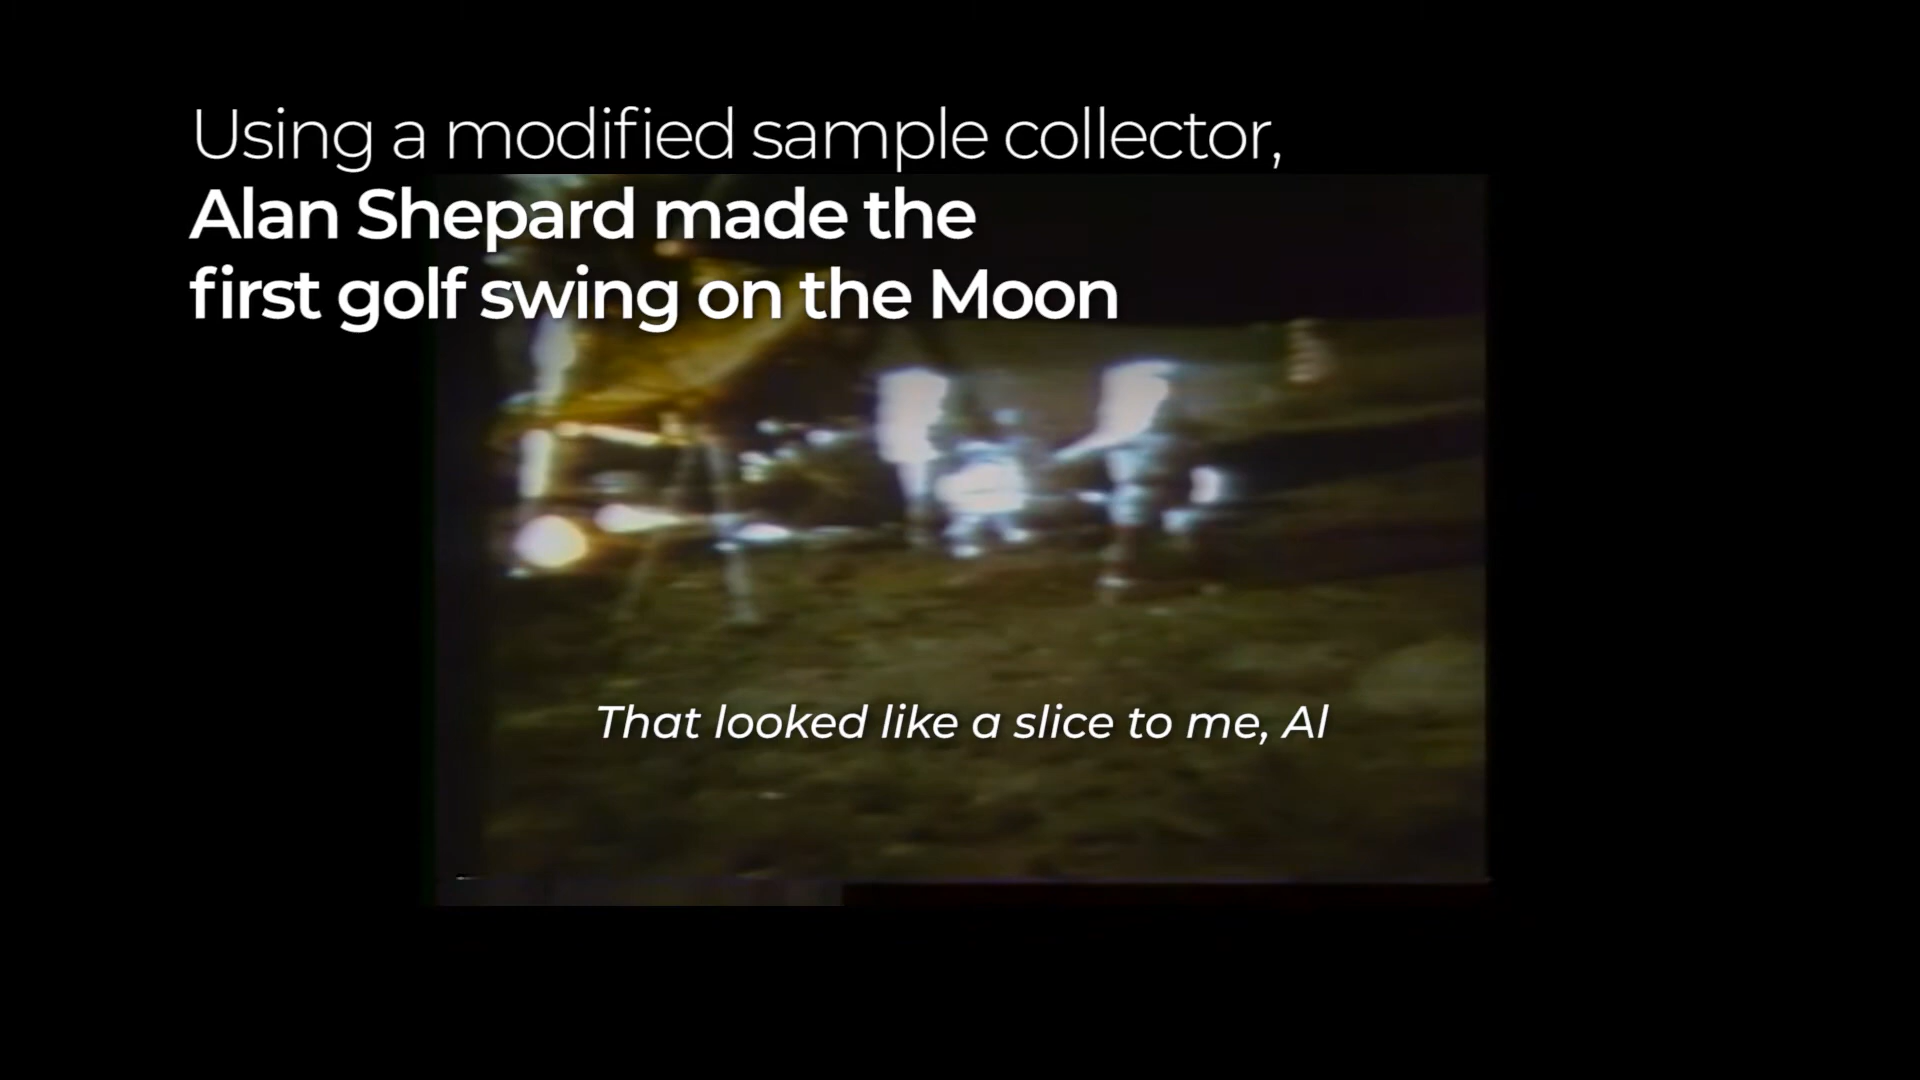 Using a modified sample collector,
Alan Shepard made the
first golf swing on the Moon
That looked like a slice to me, Al